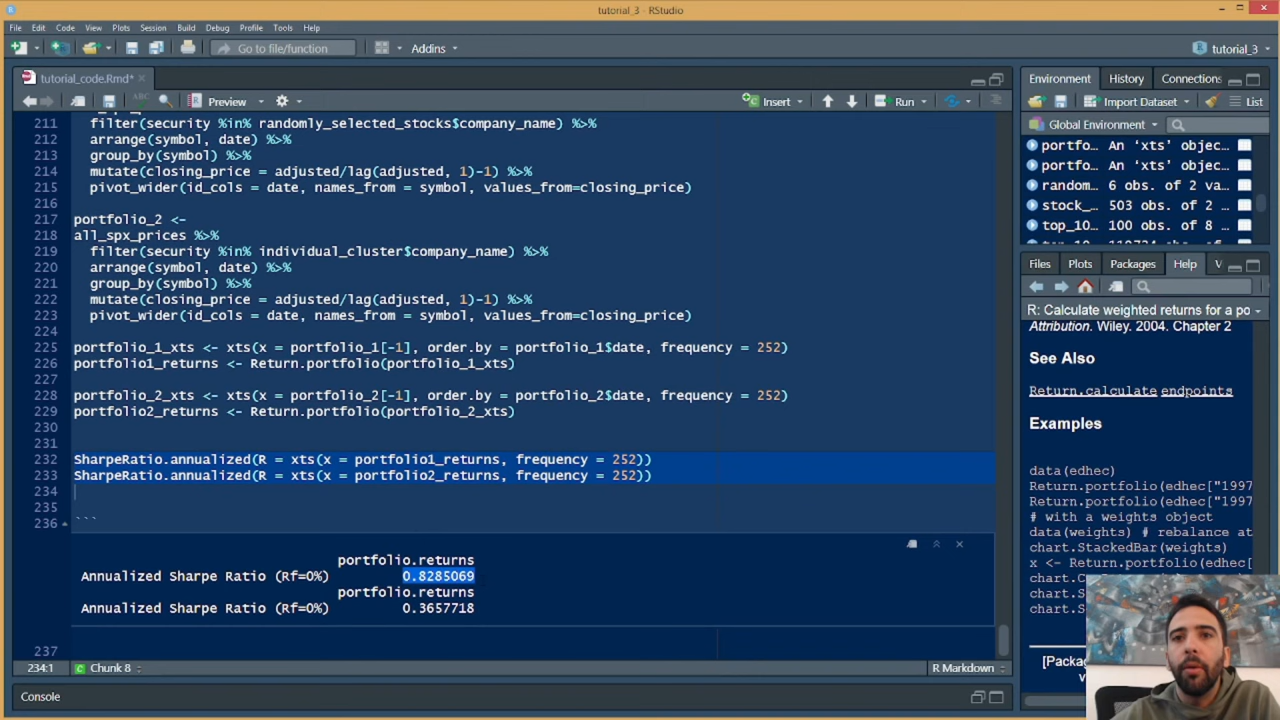 tutorial_3 - RStudio
File Edit Code View Plots Session Build Debug Profile Tools Help
Go to file/function Addins tutorial_3
tutorial_code.Rmd*
ABC Preview Insert Run
211 filter(security %in% randomly_selected_stocks$company_name) %>%
212 arrange(symbol, date) %>%
213 group_by(symbol) %>%
214 mutate(closing_price = adjusted/lag(adjusted, 1)-1) %>%
215 pivot_wider(id_cols = date, names_from = symbol, values_from=closing_price)
216
217 portfolio_2 <-
218 all_spx_prices %>%
219 filter(security %in% individual_cluster$company_name) %>%
220 arrange(symbol, date) %>%
221 group_by(symbol) %>%
222 mutate(closing_price = adjusted/lag(adjusted, 1)-1) %>%
223 pivot_wider(id_cols = date, names_from = symbol, values_from=closing_price)
224
225 portfolio_1_xts <- xts(x = portfolio_1[-1], order.by = portfolio_1$date, frequency = 252)
226 portfolio1_returns <- Return.portfolio(portfolio_1_xts)
227
228 portfolio_2_xts <- xts(x = portfolio_2[-1], order.by = portfolio_2$date, frequency = 252)
229 portfolio2_returns <- Return.portfolio(portfolio_2_xts)
230
231
232 SharpeRatio.annualized(R = xts(x = portfolio1_returns, frequency = 252))
233 SharpeRatio.annualized(R = xts(x = portfolio2_returns, frequency = 252))
234
235
236 ```
portfolio.returns
Annualized Sharpe Ratio (Rf=0%) 0.8285069
portfolio.returns
Annualized Sharpe Ratio (Rf=0%) 0.3657718
237
234:1 Chunk 8 R Markdown
Console
Environment History Connections
Import Dataset List
Global Environment
portfo… An 'xts' objec…
portfo… An 'xts' objec…
random… 6 obs. of 2 va…
stock_… 503 obs. of 2 …
top_10… 100 obs. of 8 …
Files Plots Packages Help V
R: Calculate weighted returns for a po
Attribution. Wiley. 2004. Chapter 2
See Also
Return.calculate endpoints
Examples
data(edhec)
Return.portfolio(edhec["1997
Return.portfolio(edhec["1997
# with a weights object
data(weights) # rebalance at
chart.StackedBar(weights)
x <- Return.portfolio(edhec[
chart.C
chart.S
chart.S
[Packag
v